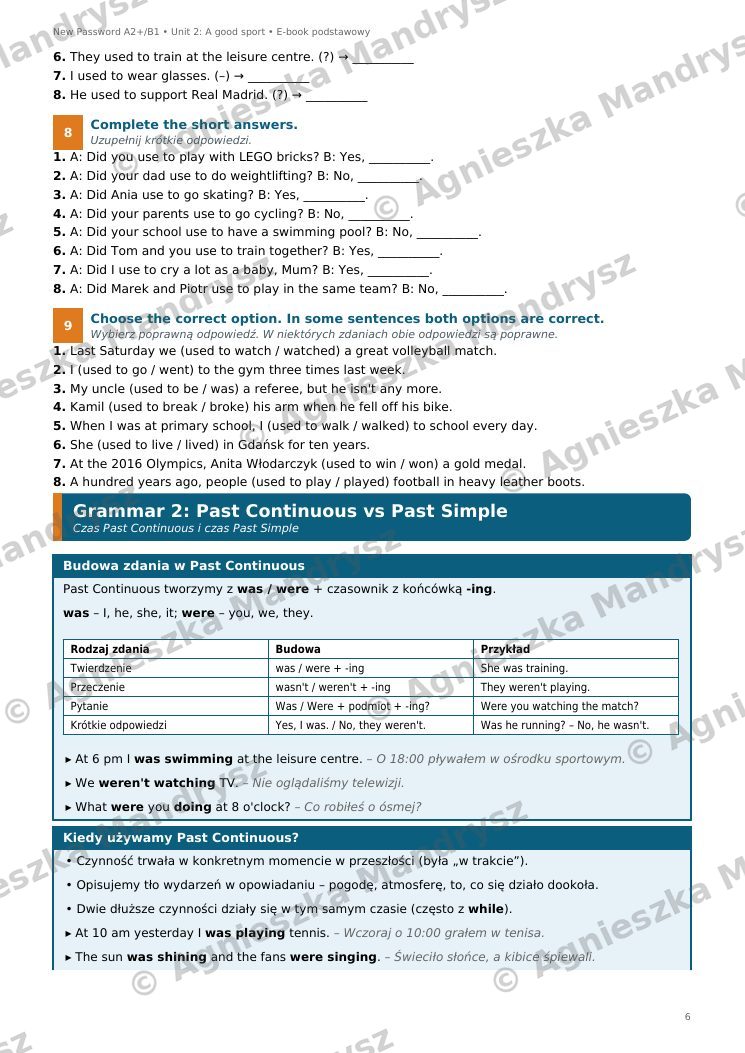 New Password A2+/B1 • Unit 2: A good sport • E-book podstawowy
6. They used to train at the leisure centre. (?) → __________
7. I used to wear glasses. (–) → __________
8. He used to support Real Madrid. (?) → __________
8 Complete the short answers.
Uzupełnij krótkie odpowiedzi.
1. A: Did you use to play with LEGO bricks? B: Yes, __________.
2. A: Did your dad use to do weightlifting? B: No, __________.
3. A: Did Ania use to go skating? B: Yes, __________.
4. A: Did your parents use to go cycling? B: No, __________.
5. A: Did your school use to have a swimming pool? B: No, __________.
6. A: Did Tom and you use to train together? B: Yes, __________.
7. A: Did I use to cry a lot as a baby, Mum? B: Yes, __________.
8. A: Did Marek and Piotr use to play in the same team? B: No, __________.
9 Choose the correct option. In some sentences both options are correct.
Wybierz poprawną odpowiedź. W niektórych zdaniach obie odpowiedzi są poprawne.
1. Last Saturday we (used to watch / watched) a great volleyball match.
2. I (used to go / went) to the gym three times last week.
3. My uncle (used to be / was) a referee, but he isn't any more.
4. Kamil (used to break / broke) his arm when he fell off his bike.
5. When I was at primary school, I (used to walk / walked) to school every day.
6. She (used to live / lived) in Gdańsk for ten years.
7. At the 2016 Olympics, Anita Włodarczyk (used to win / won) a gold medal.
8. A hundred years ago, people (used to play / played) football in heavy leather boots.
Grammar 2: Past Continuous vs Past Simple
Czas Past Continuous i czas Past Simple
Budowa zdania w Past Continuous
Past Continuous tworzymy z was / were + czasownik z końcówką -ing.
was – I, he, she, it; were – you, we, they.
Rodzaj zdania Budowa Przykład
Twierdzenie was / were + -ing She was training.
Przeczenie wasn't / weren't + -ing They weren't playing.
Pytanie Was / Were + podmiot + -ing? Were you watching the match?
Krótkie odpowiedzi Yes, I was. / No, they weren't. Was he running? – No, he wasn't.
▸ At 6 pm I was swimming at the leisure centre. – O 18:00 pływałem w ośrodku sportowym.
▸ We weren't watching TV. – Nie oglądaliśmy telewizji.
▸ What were you doing at 8 o'clock? – Co robiłeś o ósmej?
Kiedy używamy Past Continuous?
• Czynność trwała w konkretnym momencie w przeszłości (była „w trakcie”).
• Opisujemy tło wydarzeń w opowiadaniu – pogodę, atmosferę, to, co się działo dookoła.
• Dwie dłuższe czynności działy się w tym samym czasie (często z while).
▸ At 10 am yesterday I was playing tennis. – Wczoraj o 10:00 grałem w tenisa.
▸ The sun was shining and the fans were singing. – Świeciło słońce, a kibice śpiewali.
6
© Agnieszka Mandrysz